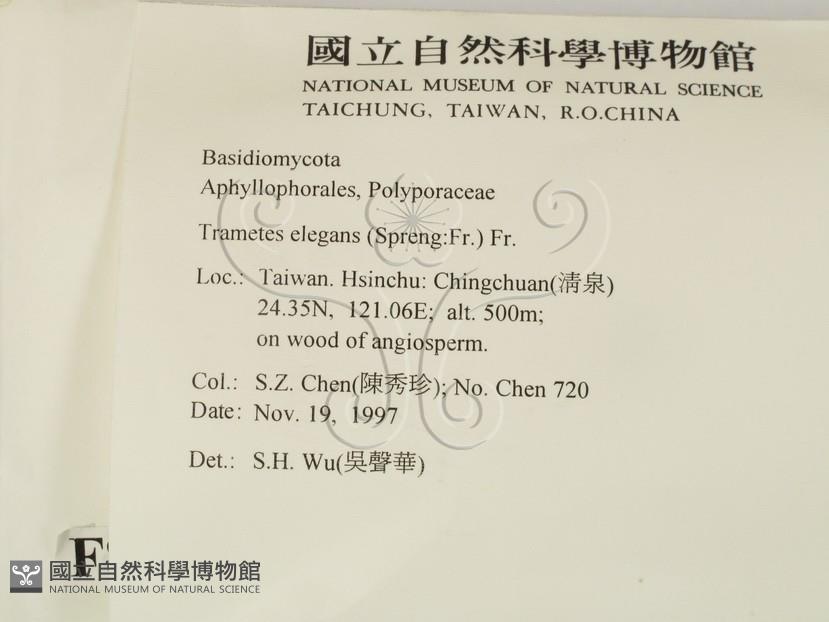 國立自然科學博物館
NATIONAL MUSEUM OF NATURAL SCIENCE
TAICHUNG, TAIWAN, R.O.CHINA
Basidiomycota
Aphyllophorales, Polyporaceae
Trametes elegans (Spreng:Fr.) Fr.
Loc.: Taiwan. Hsinchu: Chingchuan(清泉)
24.35N, 121.06E; alt. 500m;
on wood of angiosperm.
Col.: S.Z. Chen(陳秀珍); No. Chen 720
Date: Nov. 19, 1997
Det.: S.H. Wu(吳聲華)
國立自然科學博物館
NATIONAL MUSEUM OF NATURAL SCIENCE